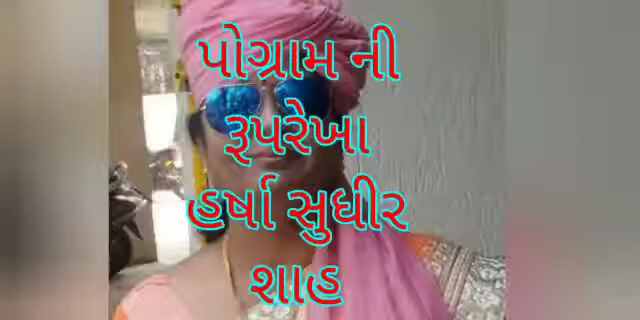 પોગ્રામ ની
રૂપરેખા
હર્ષા સુધીર
શાહ